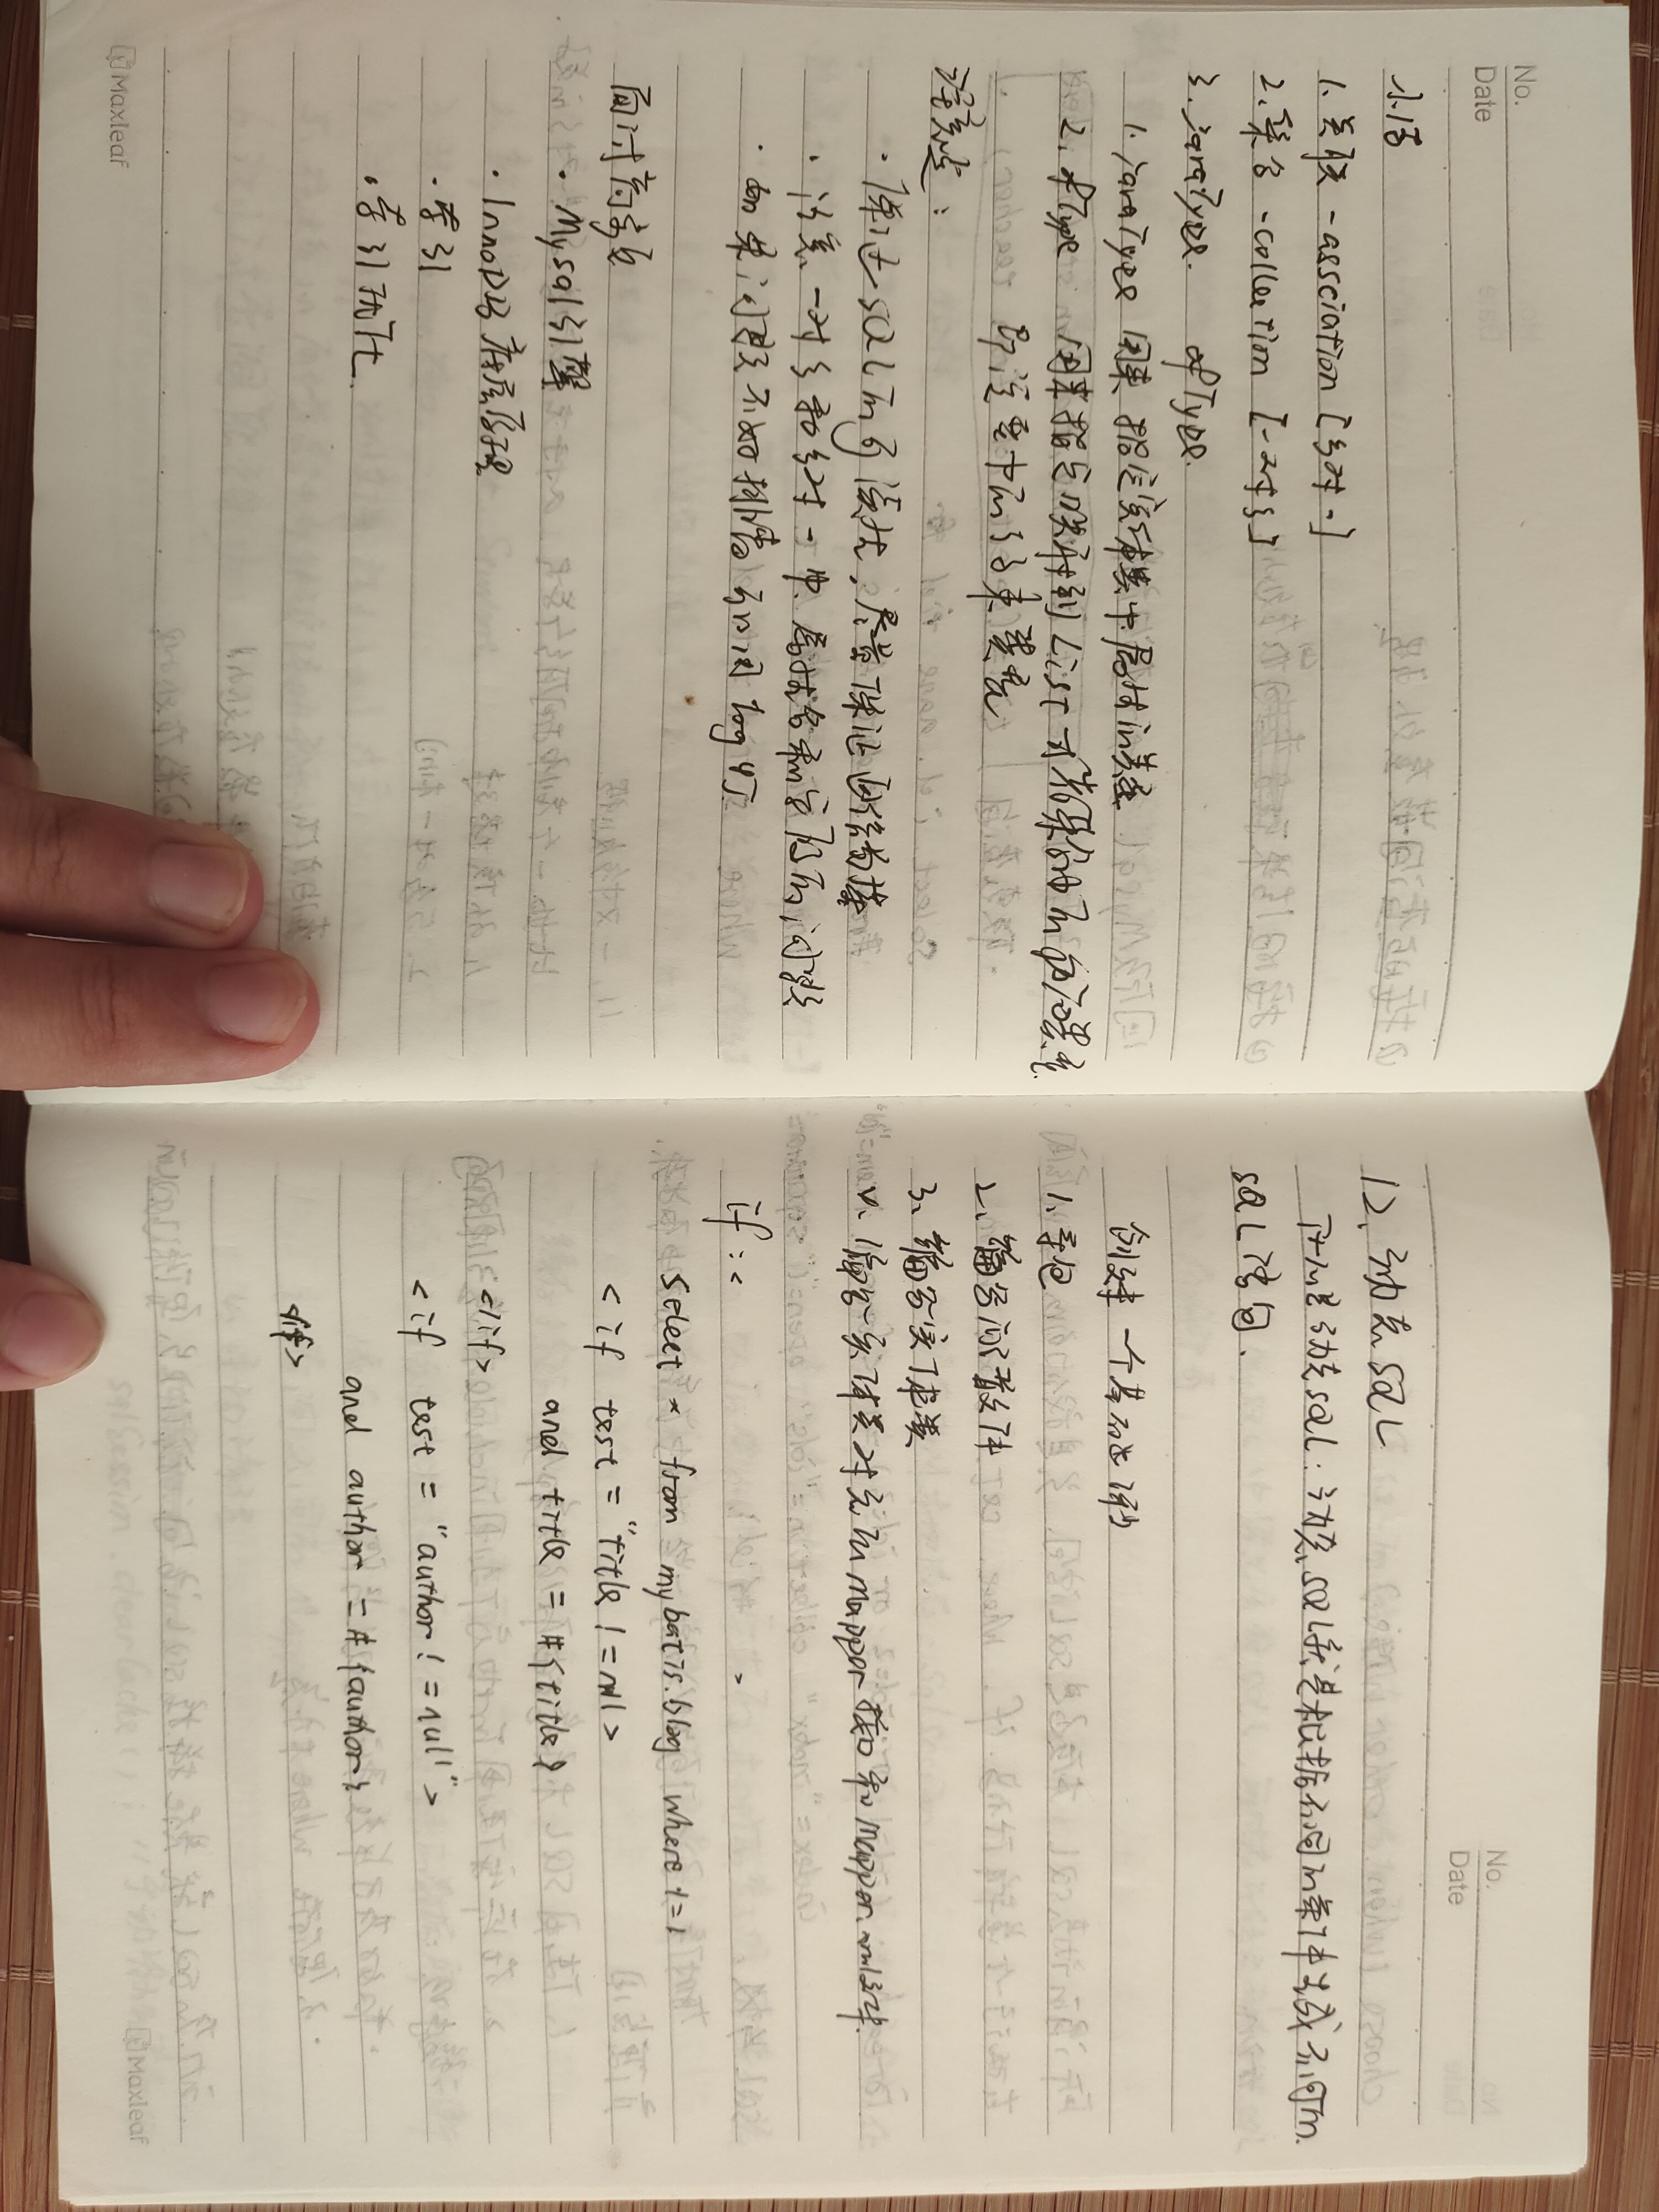 No.
Date
小结
1. 关联 - assciation [多对一]
2. 集合 - collection [一对多]
3. javaType. ofType.
1. javaType 用来指定实体类中属性的类型
2. ofType 用来指定映射到List或者集合的的pojo类型.
即泛型中的约束类型
注意点:
· 保证SQL的可读性, 尽量保证通俗易懂
· 注意一对多和多对一中. 属性名和字段的问题
· 如果问题不好排错 可以用log4j
面试高频
· Mysql引擎
· InnoDB底层原理
· 索引
· 索引优化.
Maxleaf
No.
Date
12、动态SQL
什么是动态SQL: 动态SQL就是根据不同的条件生成不同的
SQL语句.
创建一个基础工程
1、导包
2、编写配置文件
3、编写实体类
4、编写实体类对应的mapper接口和mapper.xml文件.
if : <
>
select * from mybatis.blog where 1=1
<if test = "title != null>
and title = #{title}
</if>
<if test = "author != null">
and author = #{author}
</if>
Maxleaf